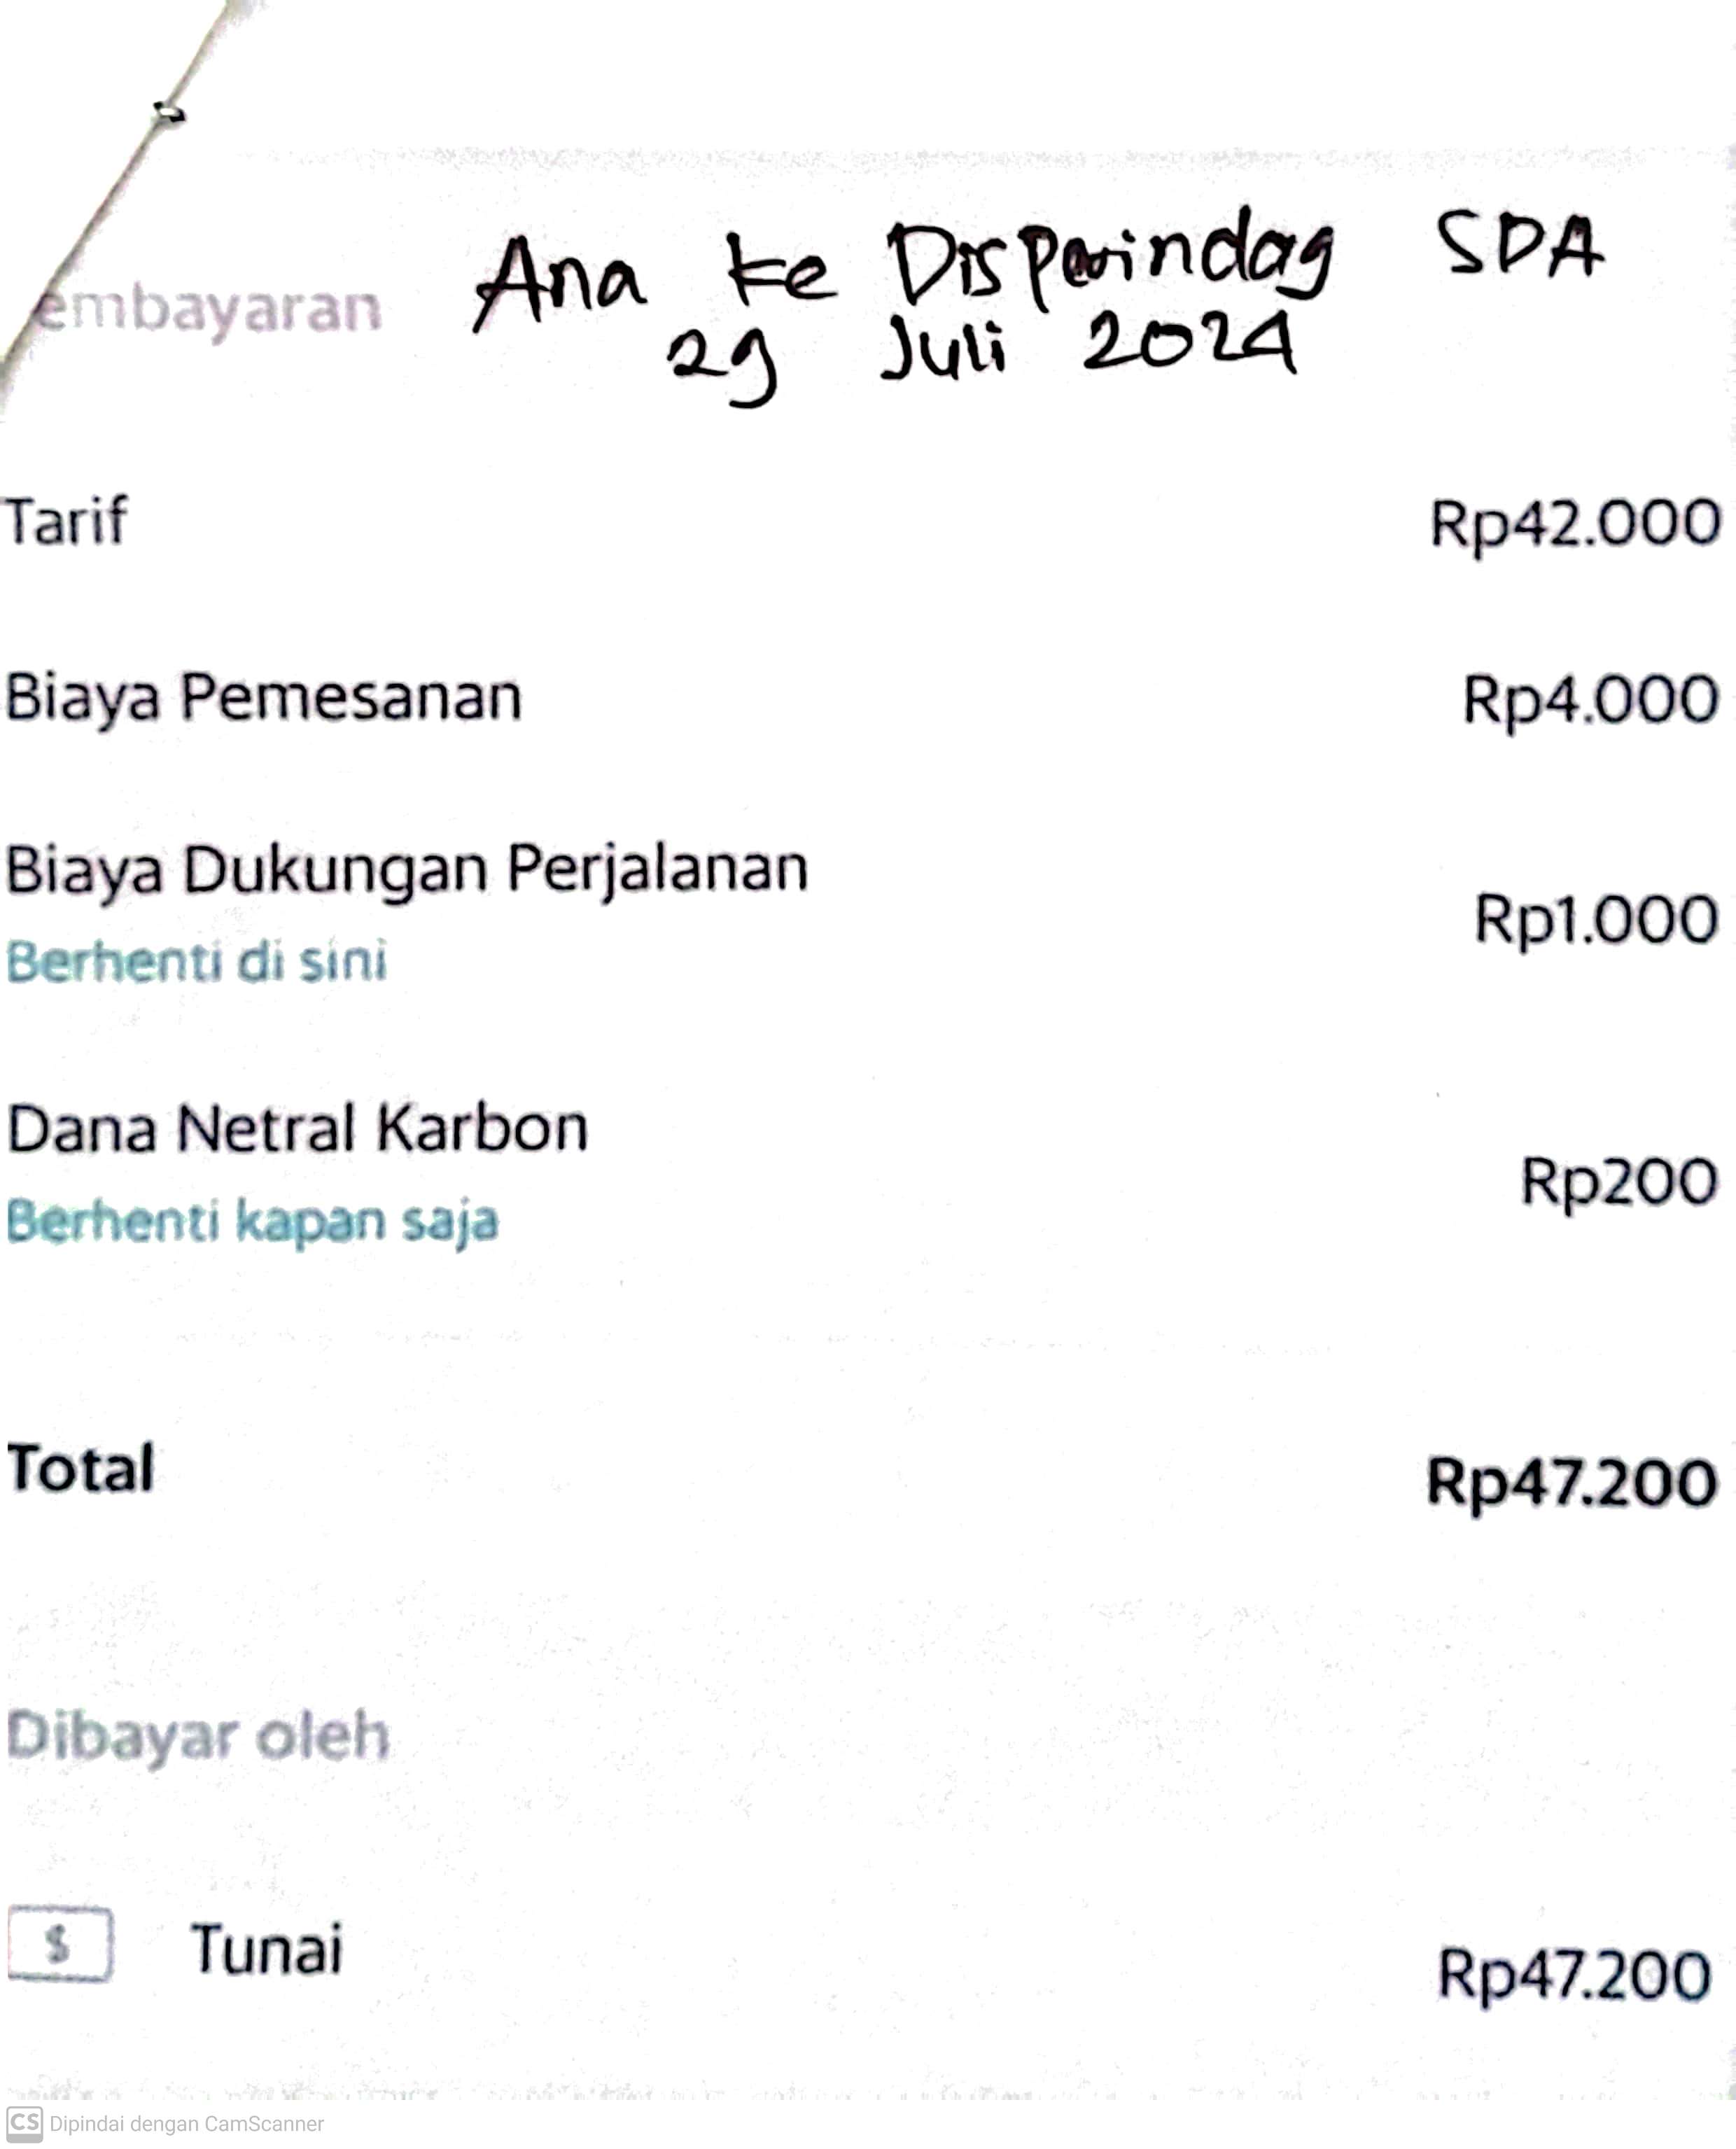 Ana ke Disperindag SDA
embayaran
29 Juli 2024
Tarif Rp42.000
Biaya Pemesanan Rp4.000
Biaya Dukungan Perjalanan
Rp1.000
Berhenti di sini
Dana Netral Karbon
Rp200
Berhenti kapan saja
Total Rp47.200
Dibayar oleh
$ Tunai Rp47.200
CS Dipindai dengan CamScanner